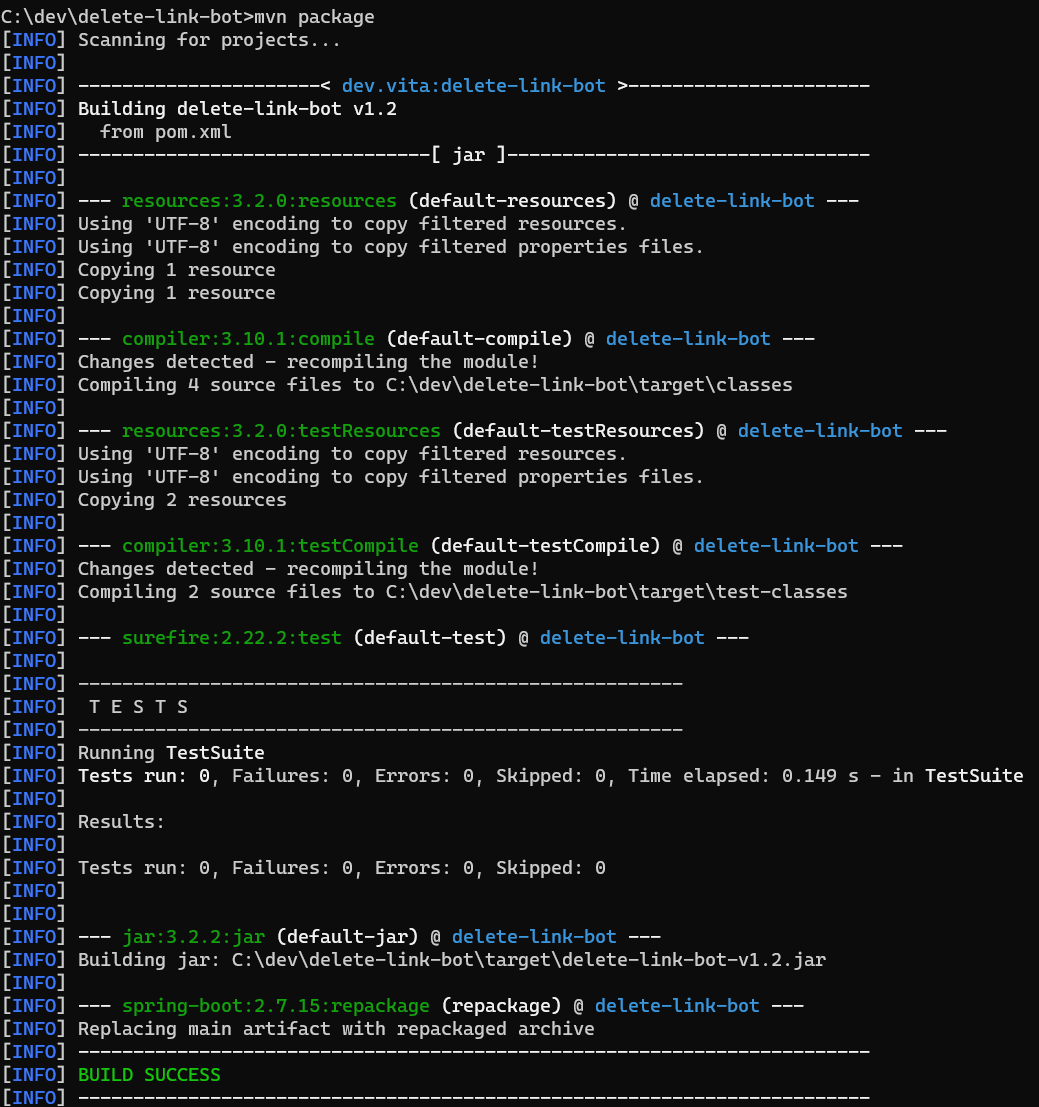 C:\dev\delete-link-bot>mvn package
[INFO] Scanning for projects...
[INFO]
[INFO] ----------------------< dev.vita:delete-link-bot >----------------------
[INFO] Building delete-link-bot v1.2
[INFO]   from pom.xml
[INFO] --------------------------------[ jar ]---------------------------------
[INFO]
[INFO] --- resources:3.2.0:resources (default-resources) @ delete-link-bot ---
[INFO] Using 'UTF-8' encoding to copy filtered resources.
[INFO] Using 'UTF-8' encoding to copy filtered properties files.
[INFO] Copying 1 resource
[INFO] Copying 1 resource
[INFO]
[INFO] --- compiler:3.10.1:compile (default-compile) @ delete-link-bot ---
[INFO] Changes detected - recompiling the module!
[INFO] Compiling 4 source files to C:\dev\delete-link-bot\target\classes
[INFO]
[INFO] --- resources:3.2.0:testResources (default-testResources) @ delete-link-bot ---
[INFO] Using 'UTF-8' encoding to copy filtered resources.
[INFO] Using 'UTF-8' encoding to copy filtered properties files.
[INFO] Copying 2 resources
[INFO]
[INFO] --- compiler:3.10.1:testCompile (default-testCompile) @ delete-link-bot ---
[INFO] Changes detected - recompiling the module!
[INFO] Compiling 2 source files to C:\dev\delete-link-bot\target\test-classes
[INFO]
[INFO] --- surefire:2.22.2:test (default-test) @ delete-link-bot ---
[INFO]
[INFO] -------------------------------------------------------
[INFO]  T E S T S
[INFO] -------------------------------------------------------
[INFO] Running TestSuite
[INFO] Tests run: 0, Failures: 0, Errors: 0, Skipped: 0, Time elapsed: 0.149 s - in TestSuite
[INFO]
[INFO] Results:
[INFO]
[INFO] Tests run: 0, Failures: 0, Errors: 0, Skipped: 0
[INFO]
[INFO]
[INFO] --- jar:3.2.2:jar (default-jar) @ delete-link-bot ---
[INFO] Building jar: C:\dev\delete-link-bot\target\delete-link-bot-v1.2.jar
[INFO]
[INFO] --- spring-boot:2.7.15:repackage (repackage) @ delete-link-bot ---
[INFO] Replacing main artifact with repackaged archive
[INFO] ------------------------------------------------------------------------
[INFO] BUILD SUCCESS
[INFO] ------------------------------------------------------------------------